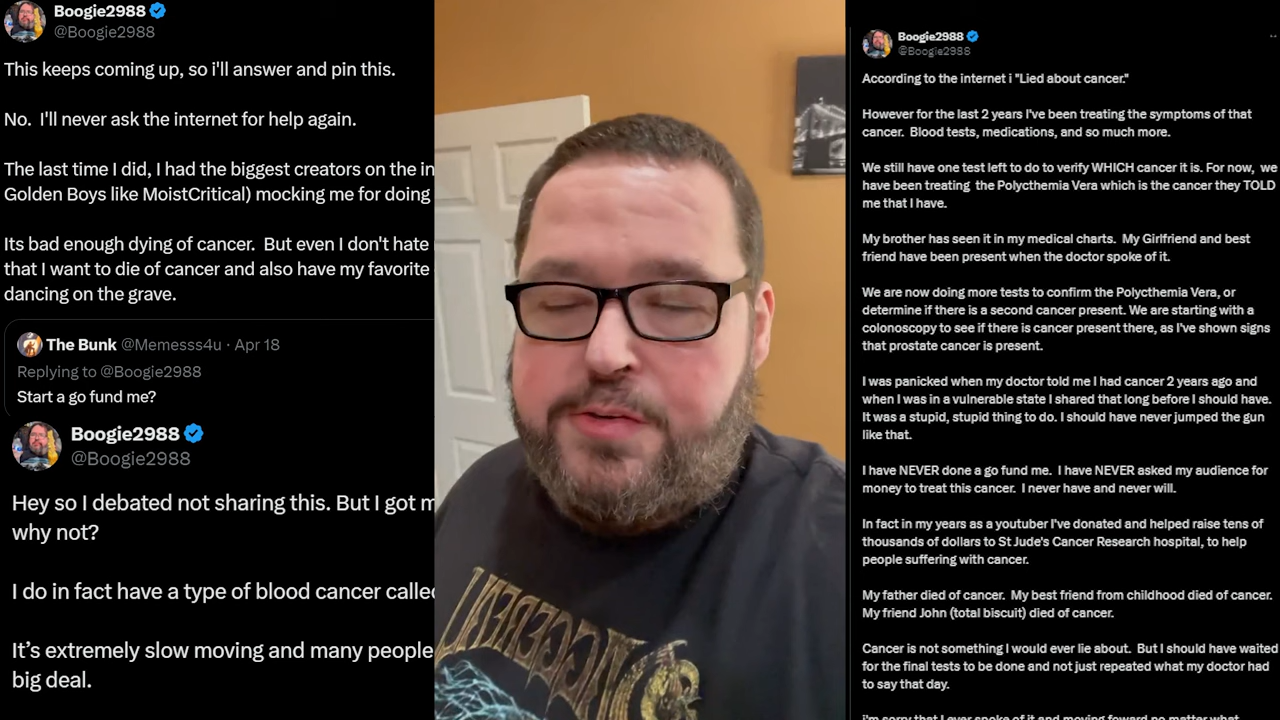 Boogie2988
@Boogie2988
This keeps coming up, so i'll answer and pin this.
No. I'll never ask the internet for help again.
The last time I did, I had the biggest creators on the in
Golden Boys like MoistCritical) mocking me for doing
Its bad enough dying of cancer. But even I don't hate
that I want to die of cancer and also have my favorite
dancing on the grave.
The Bunk @Memesss4u · Apr 18
Replying to @Boogie2988
Start a go fund me?
Boogie2988
@Boogie2988
Hey so I debated not sharing this. But I got m
why not?
I do in fact have a type of blood cancer called
It's extremely slow moving and many people
big deal.
Boogie2988
@Boogie2988
According to the internet i "Lied about cancer."
However for the last 2 years I've been treating the symptoms of that
cancer. Blood tests, medications, and so much more.
We still have one test left to do to verify WHICH cancer it is. For now, we
have been treating the Polycthemia Vera which is the cancer they TOLD
me that I have.
My brother has seen it in my medical charts. My Girlfriend and best
friend have been present when the doctor spoke of it.
We are now doing more tests to confirm the Polycythemia Vera, or
determine if there is a second cancer present. We are starting with a
colonoscopy to see if there is cancer present there, as I've shown signs
that prostate cancer is present.
I was panicked when my doctor told me I had cancer 2 years ago and
when I was in a vulnerable state I shared that long before I should have.
It was a stupid, stupid thing to do. I should have never jumped the gun
like that.
I have NEVER done a go fund me. I have NEVER asked my audience for
money to treat this cancer. I never have and never will.
In fact in my years as a youtuber I've donated and helped raise tens of
thousands of dollars to St Jude's Cancer Research hospital, to help
people suffering with cancer.
My father died of cancer. My best friend from childhood died of cancer.
My friend John (total biscuit) died of cancer.
Cancer is not something I would ever lie about. But I should have waited
for the final tests to be done and not just repeated what my doctor had
to say that day.
i'm sorry that I ever spoke of it and moving foward no matter what